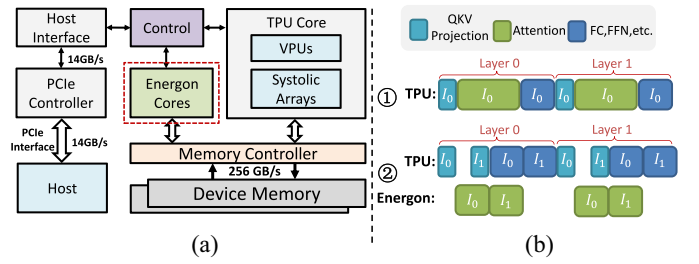 Host
Interface
14GB/s
PCIe
Controller
PCIe
Interface
14GB/s
Host
Control
Energon
Cores
TPU Core
VPUs
Systolic
Arrays
Memory Controller
256 GB/s
Device Memory
(a)
QKV
Projection
Attention
FC,FFN,etc.
Layer 0
Layer 1
① TPU: I₀ I₀ I₀ I₀ I₀ I₀
Layer 0
Layer 1
② TPU: I₀ I₁ I₀ I₁ I₀ I₁ I₀ I₁
Energon: I₀ I₁ I₀ I₁
(b)